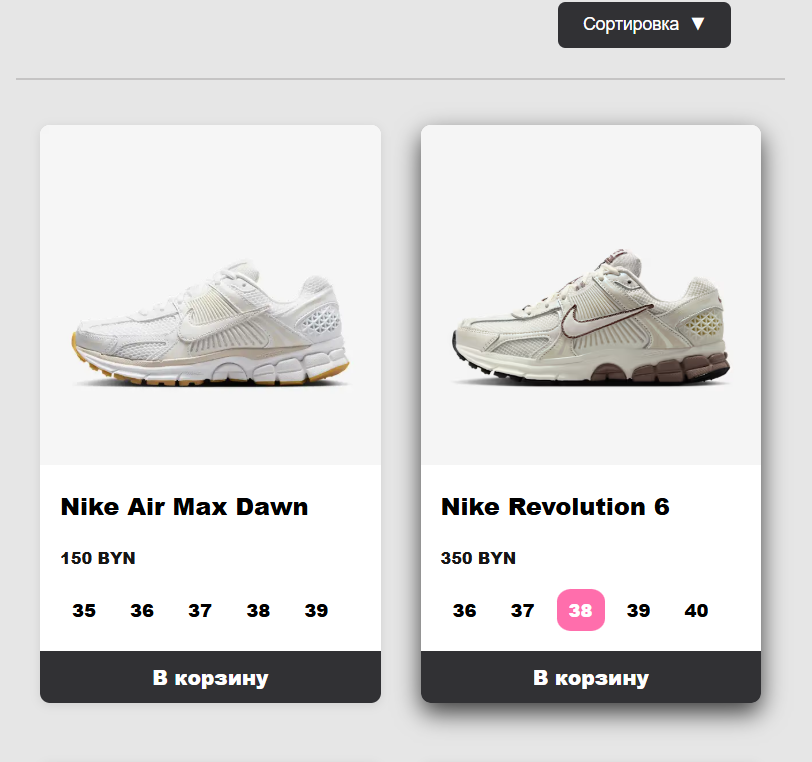 Сортировка ▼
Nike Air Max Dawn
150 BYN
35 36 37 38 39
В корзину
Nike Revolution 6
350 BYN
36 37 38 39 40
В корзину